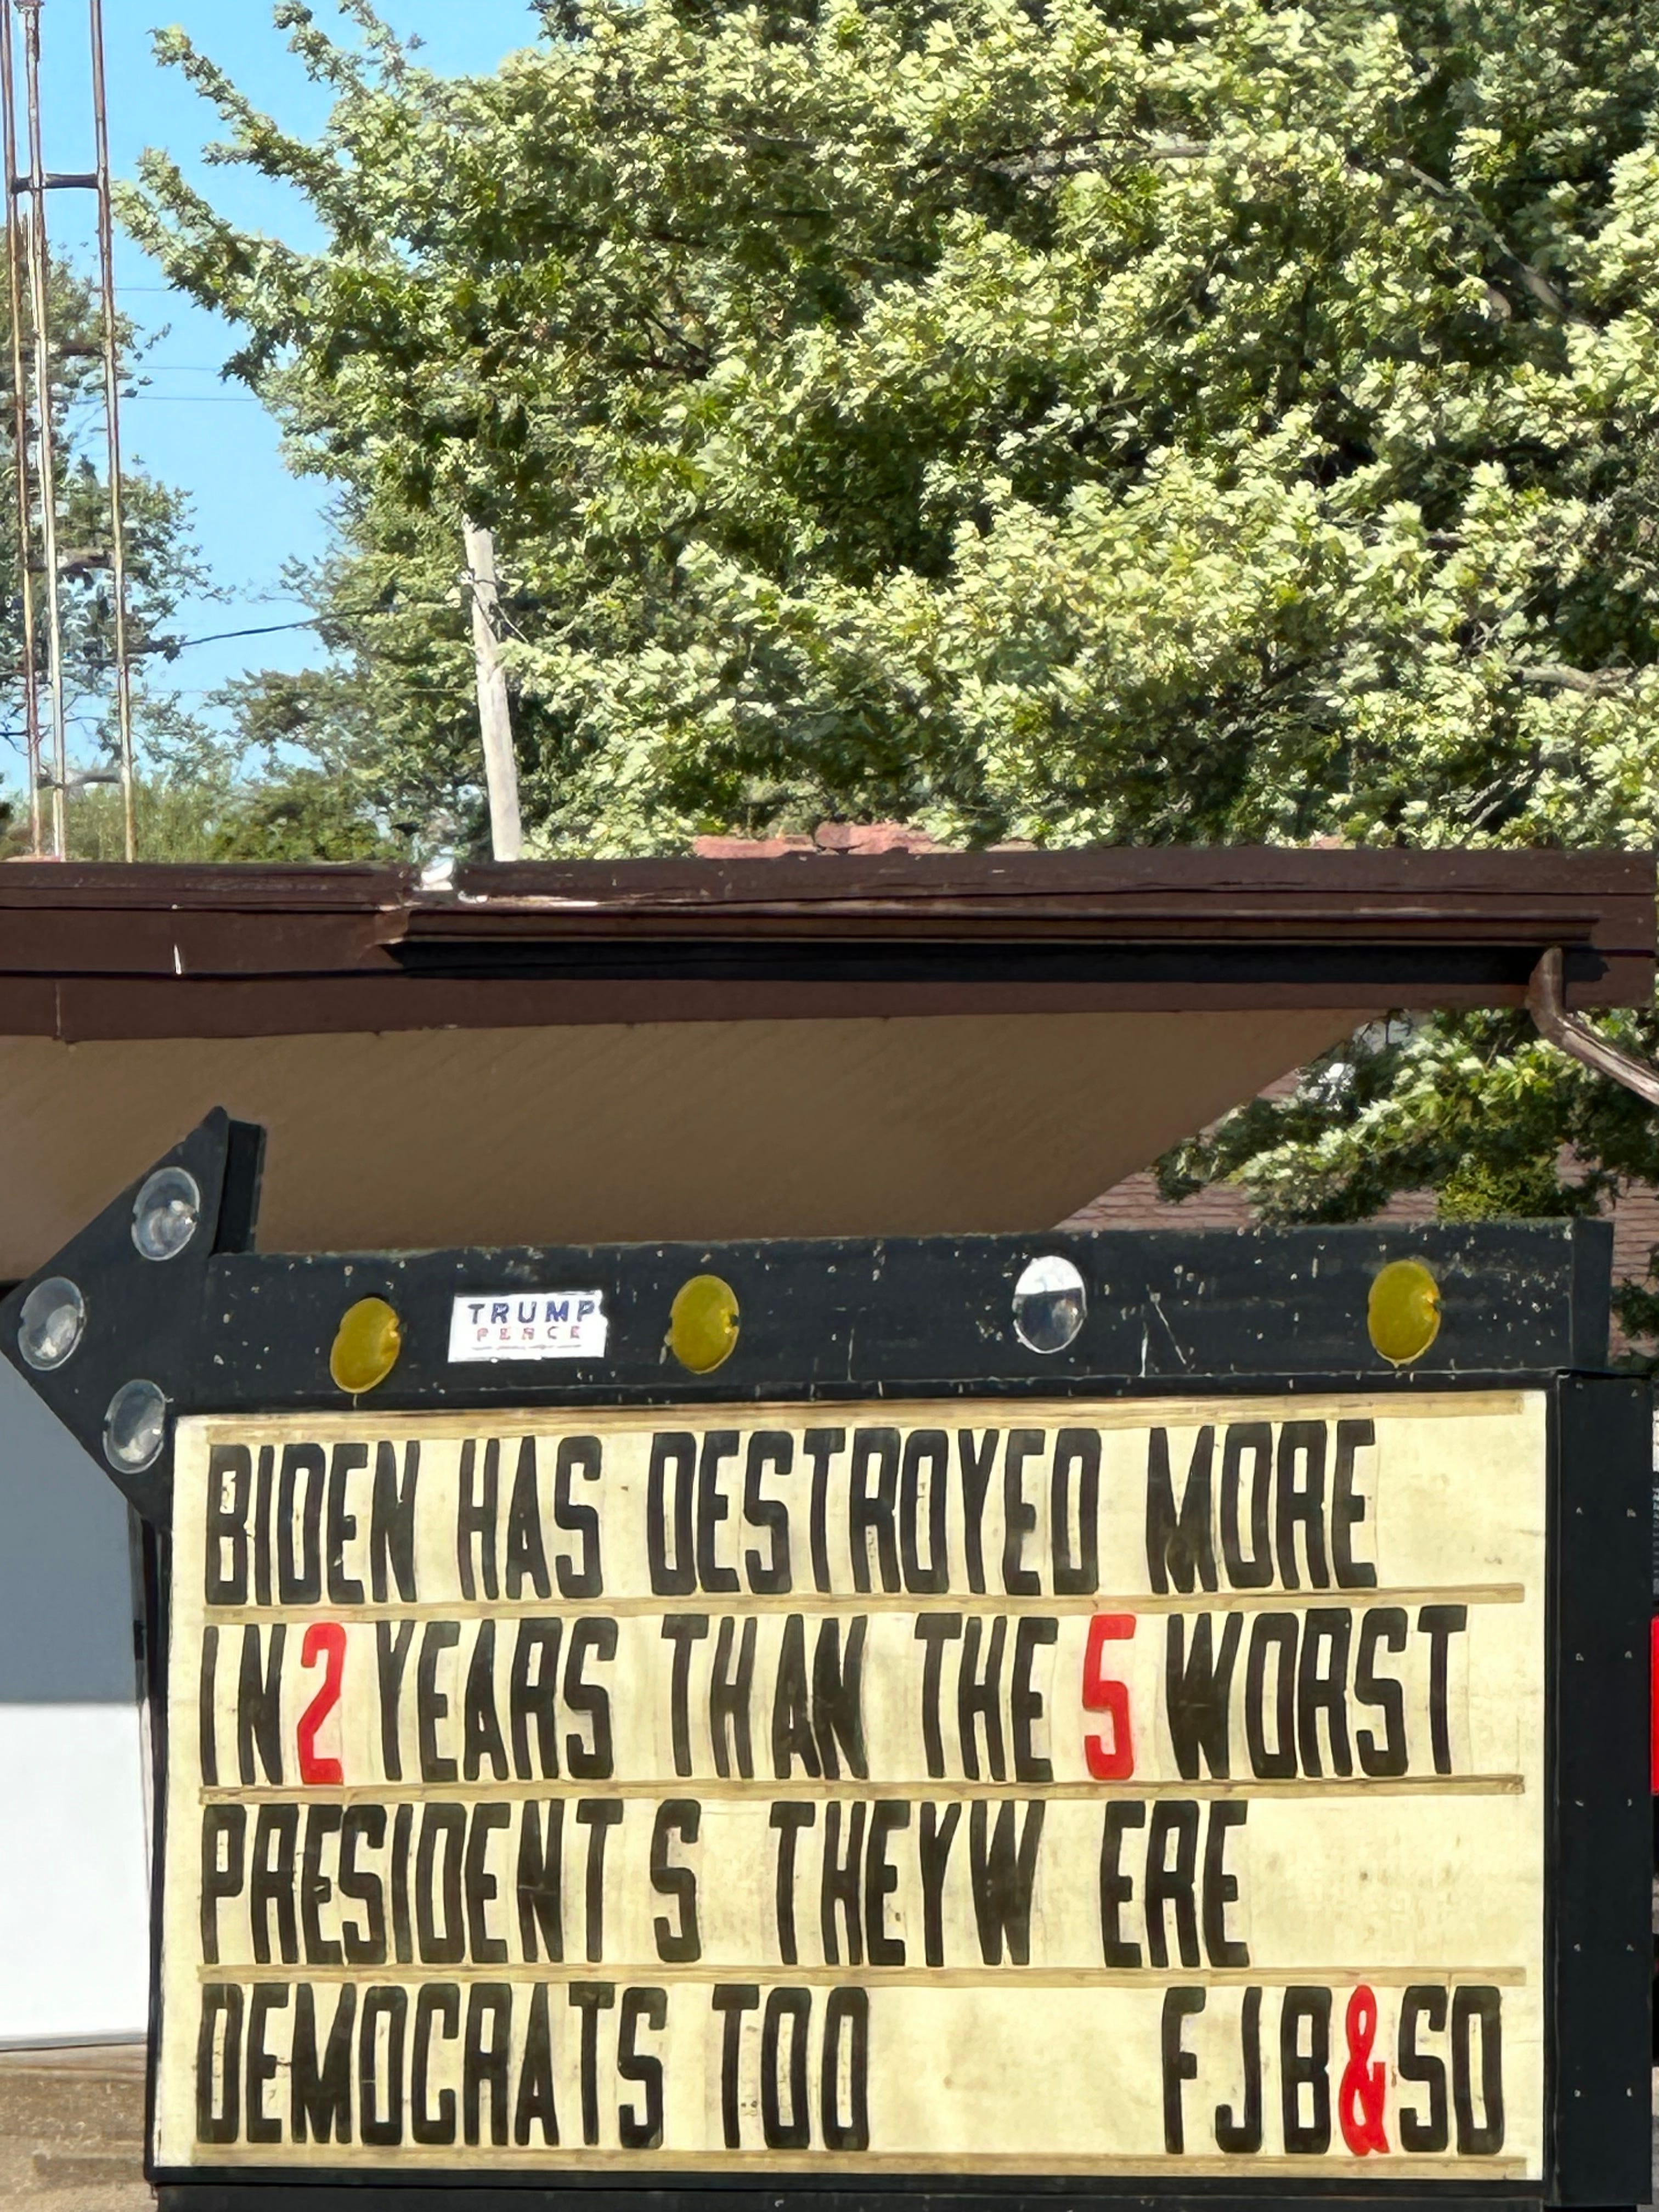 TRUMP
PENCE
BIDEN HAS DESTROYED MORE
IN 2 YEARS THAN THE 5 WORST
PRESIDENT S THEYW ERE
DEMOCRATS TOO FJB&SD